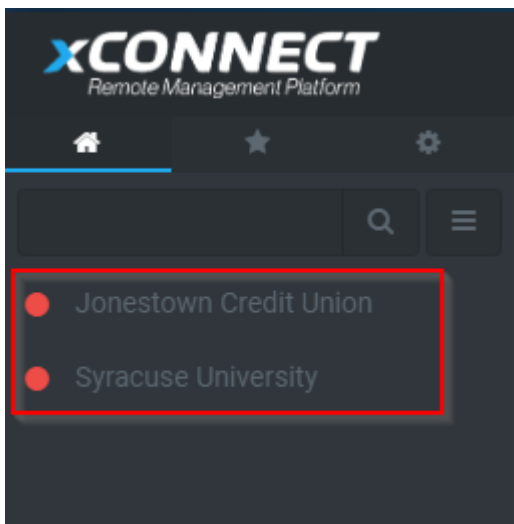 xCONNECT
Remote Management Platform
Jonestown Credit Union
Syracuse University